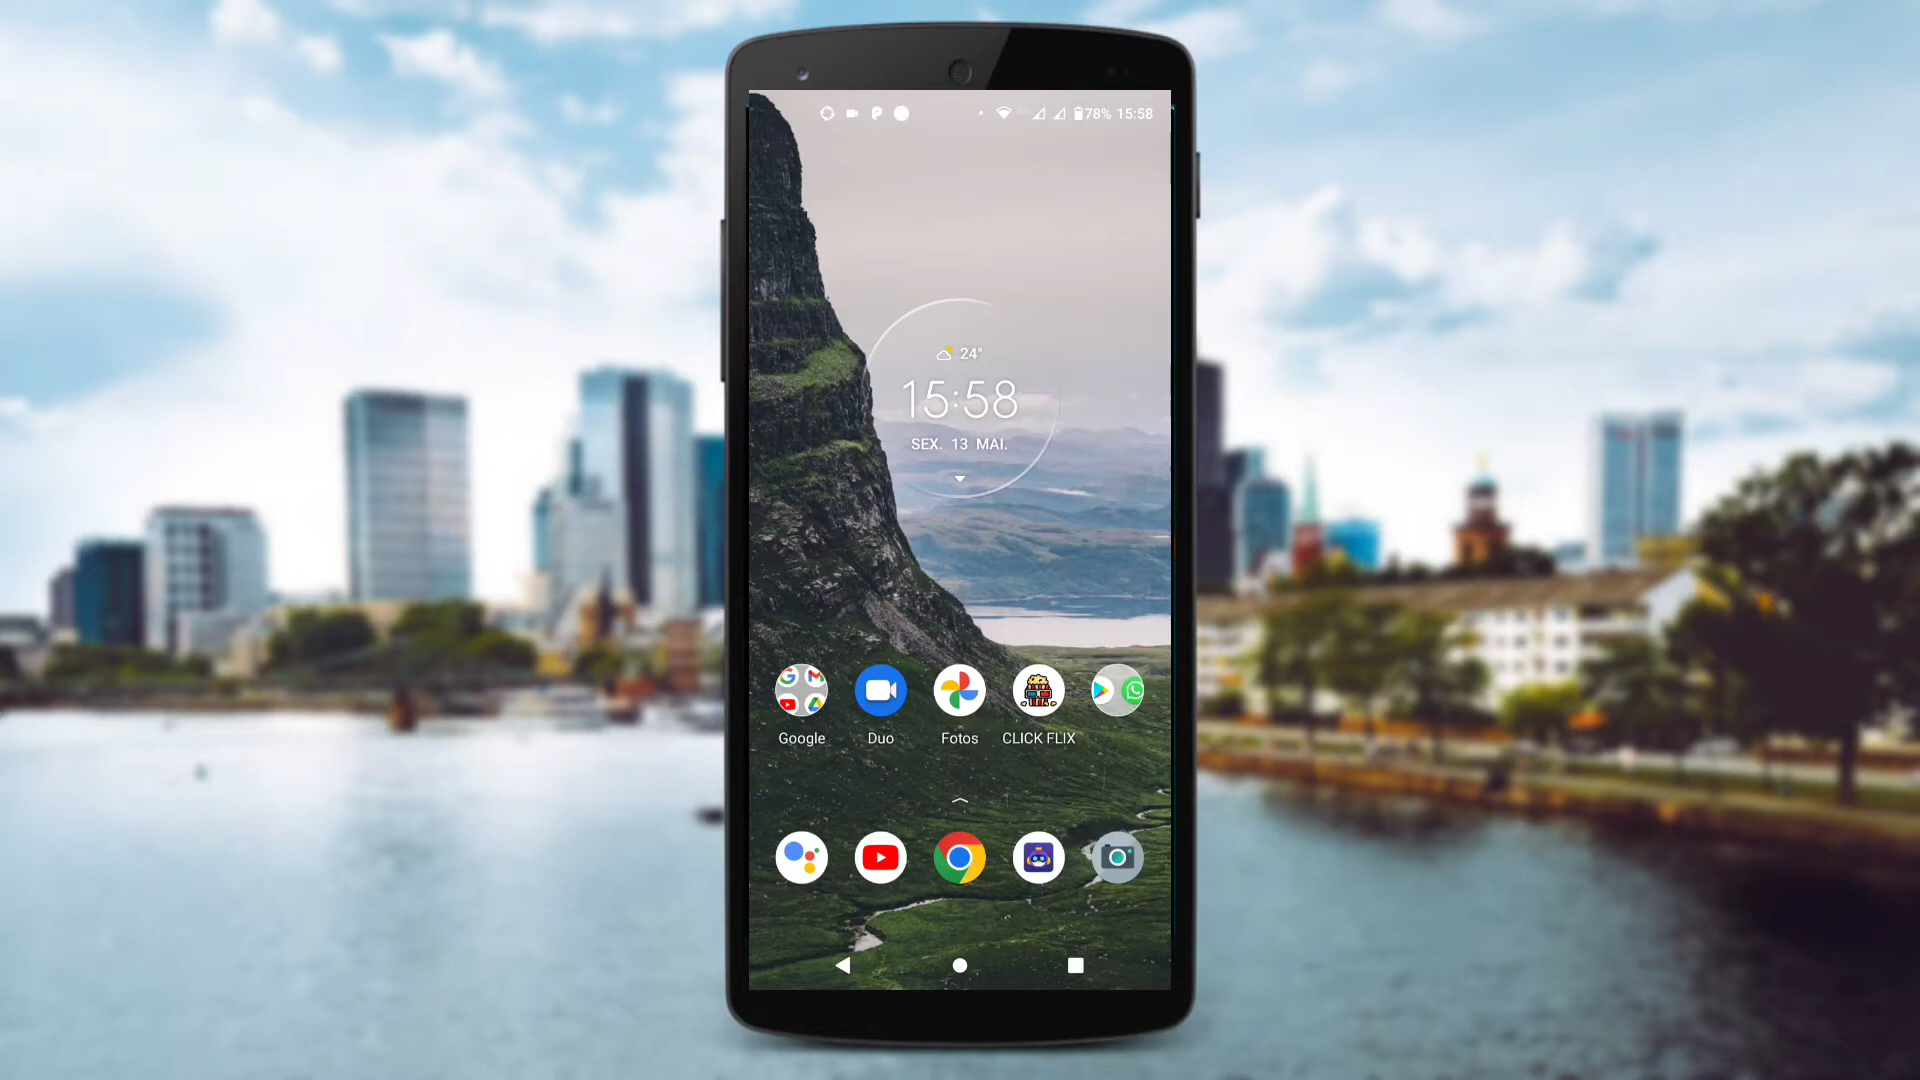 78% 15:58
24°
15:58
SEX. 13 MAI.
Google
Duo
Fotos
CLICK FLIX